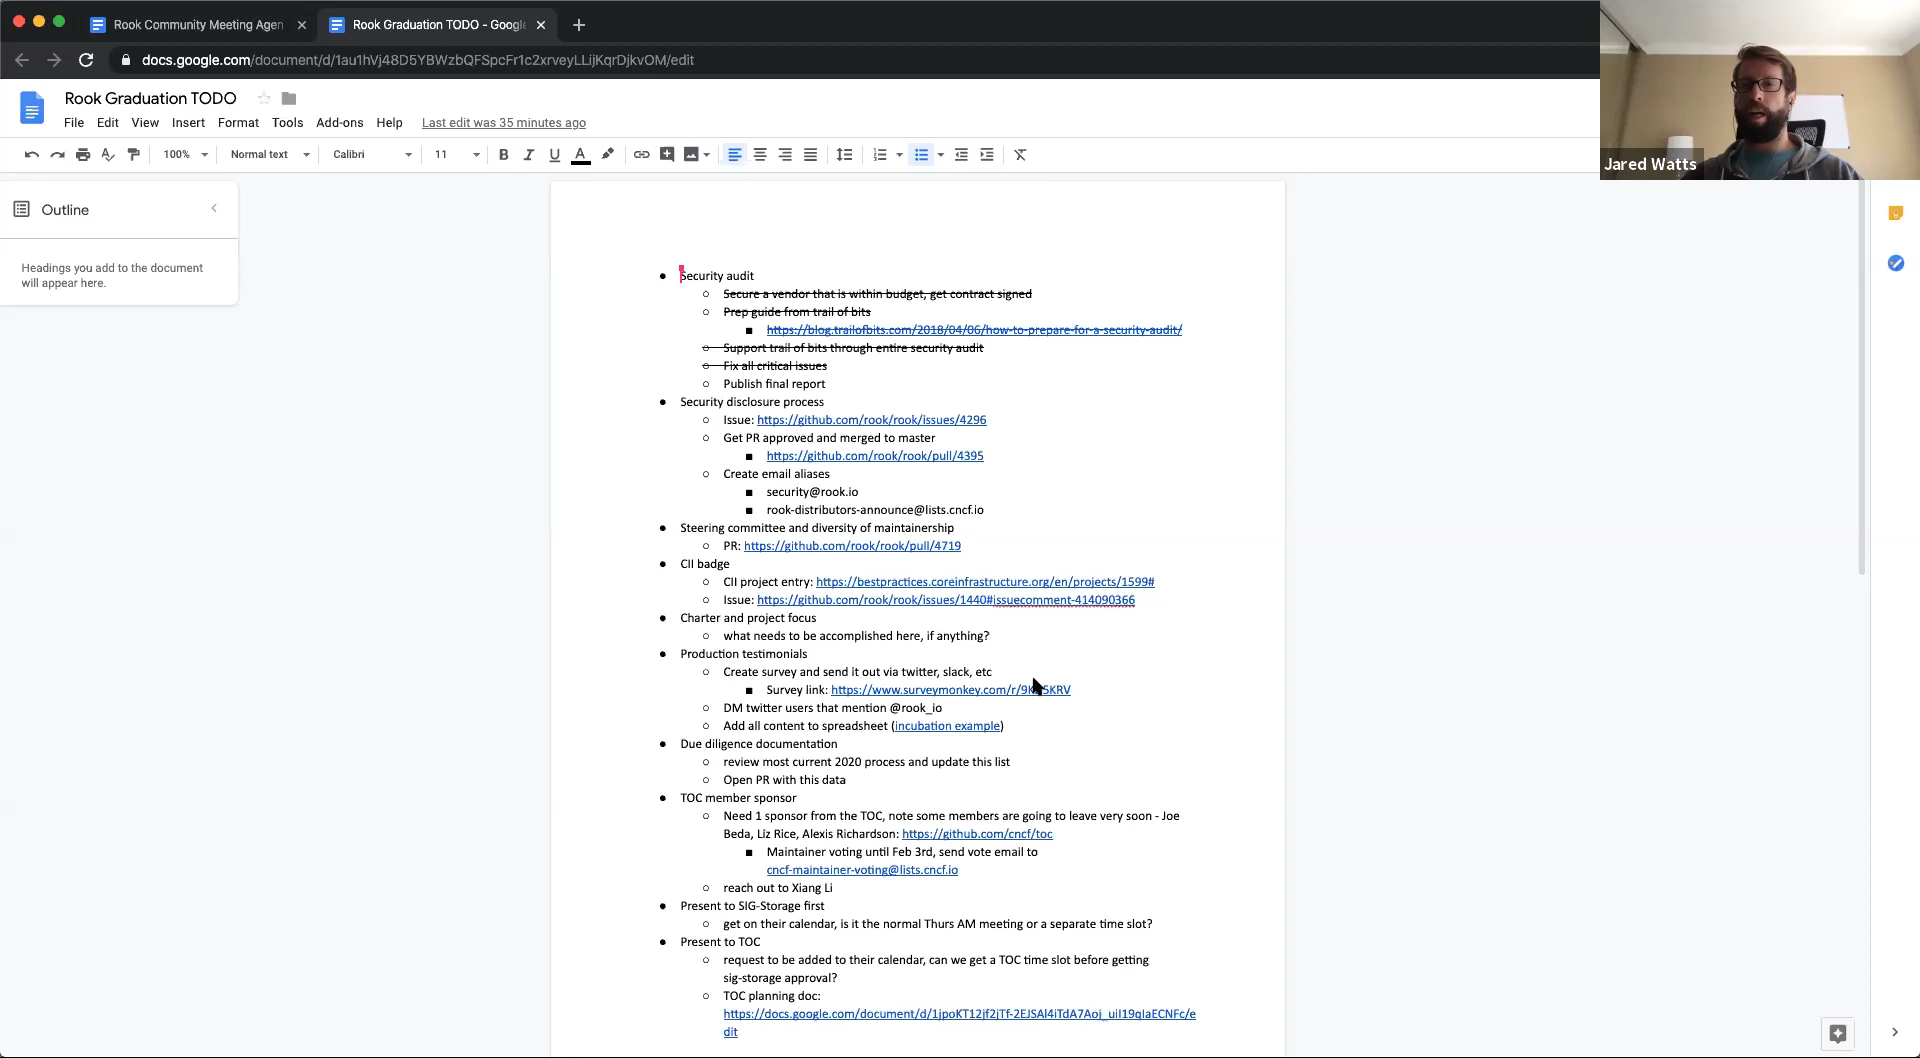 Rook Community Meeting Agen
Rook Graduation TODO - Googl
docs.google.com/document/d/1au1hVj48D5YBWzbQFSpcFr1c2xrveyLLijKqrDjkvOM/edit
Rook Graduation TODO
File Edit View Insert Format Tools Add-ons Help Last edit was 35 minutes ago
100% Normal text Calibri 11 B I U A
Jared Watts
Outline
Headings you add to the document
will appear here.
Security audit
Secure a vendor that is within budget, get contract signed
Prep guide from trail of bits
https://blog.trailofbits.com/2018/04/06/how-to-prepare-for-a-security-audit/
Support trail of bits through entire security audit
Fix all critical issues
Publish final report
Security disclosure process
Issue: https://github.com/rook/rook/issues/4296
Get PR approved and merged to master
https://github.com/rook/rook/pull/4395
Create email aliases
security@rook.io
rook-distributors-announce@lists.cncf.io
Steering committee and diversity of maintainership
PR: https://github.com/rook/rook/pull/4719
CII badge
CII project entry: https://bestpractices.coreinfrastructure.org/en/projects/1599#
Issue: https://github.com/rook/rook/issues/1440#issuecomment-414090366
Charter and project focus
what needs to be accomplished here, if anything?
Production testimonials
Create survey and send it out via twitter, slack, etc
Survey link:
DM twitter users that mention @rook_io
Add all content to spreadsheet (incubation example)
Due diligence documentation
review most current 2020 process and update this list
Open PR with this data
TOC member sponsor
Need 1 sponsor from the TOC, note some members are going to leave very soon - Joe
Beda, Liz Rice, Alexis Richardson: https://github.com/cncf/toc
Maintainer voting until Feb 3rd, send vote email to
cncf-maintainer-voting@lists.cncf.io
reach out to Xiang Li
Present to SIG-Storage first
get on their calendar, is it the normal Thurs AM meeting or a separate time slot?
Present to TOC
request to be added to their calendar, can we get a TOC time slot before getting
sig-storage approval?
TOC planning doc:
https://docs.google.com/document/d/1jpoKT12jf2jTf-2EJSAl4iTdA7Aoj_uiI19qIaECNFc/e
dit